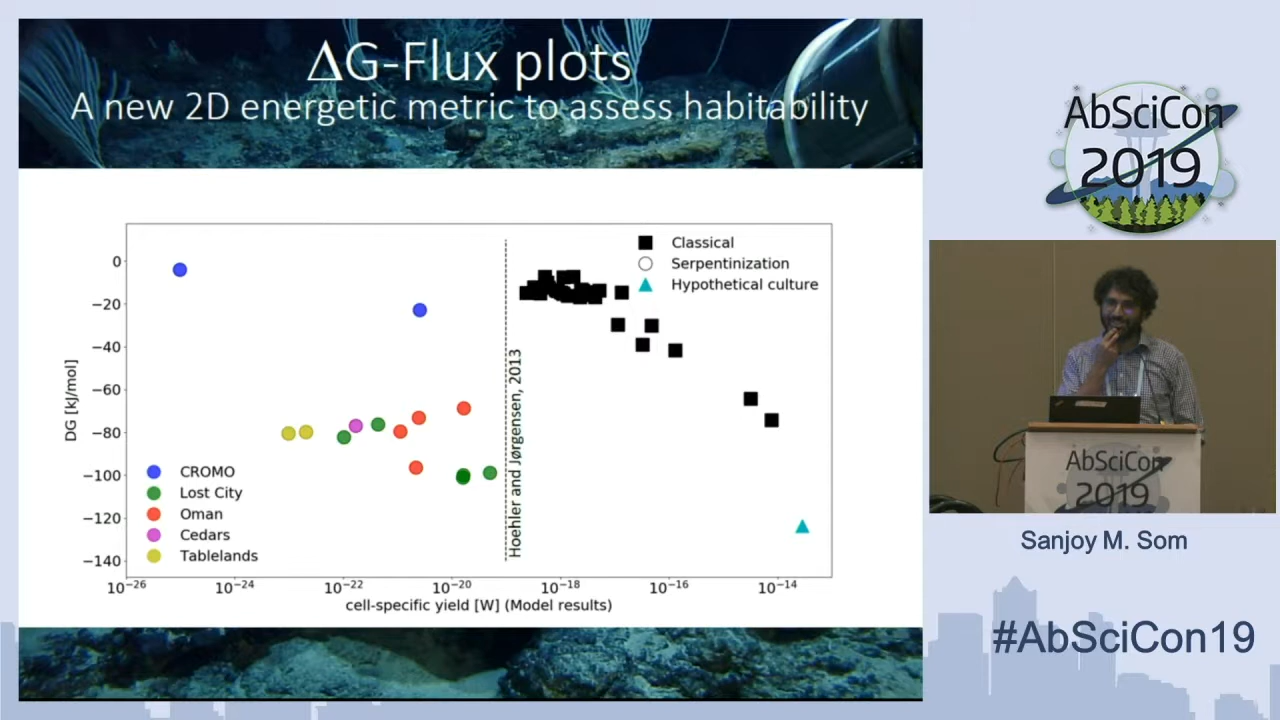 ΔG-Flux plots
A new 2D energetic metric to assess habitability
Classical
Serpentinization
Hypothetical culture
0
−20
−40
−60
−80
−100
−120
−140
DG [kJ/mol]
Hoehler and Jørgensen, 2013
CROMO
Lost City
Oman
Cedars
Tablelands
10⁻²⁶
10⁻²⁴
10⁻²²
10⁻²⁰
10⁻¹⁸
10⁻¹⁶
10⁻¹⁴
cell-specific yield [W] (Model results)
AbSciCon
2019
AbSciCon
2019
Sanjoy M. Som
#AbSciCon19